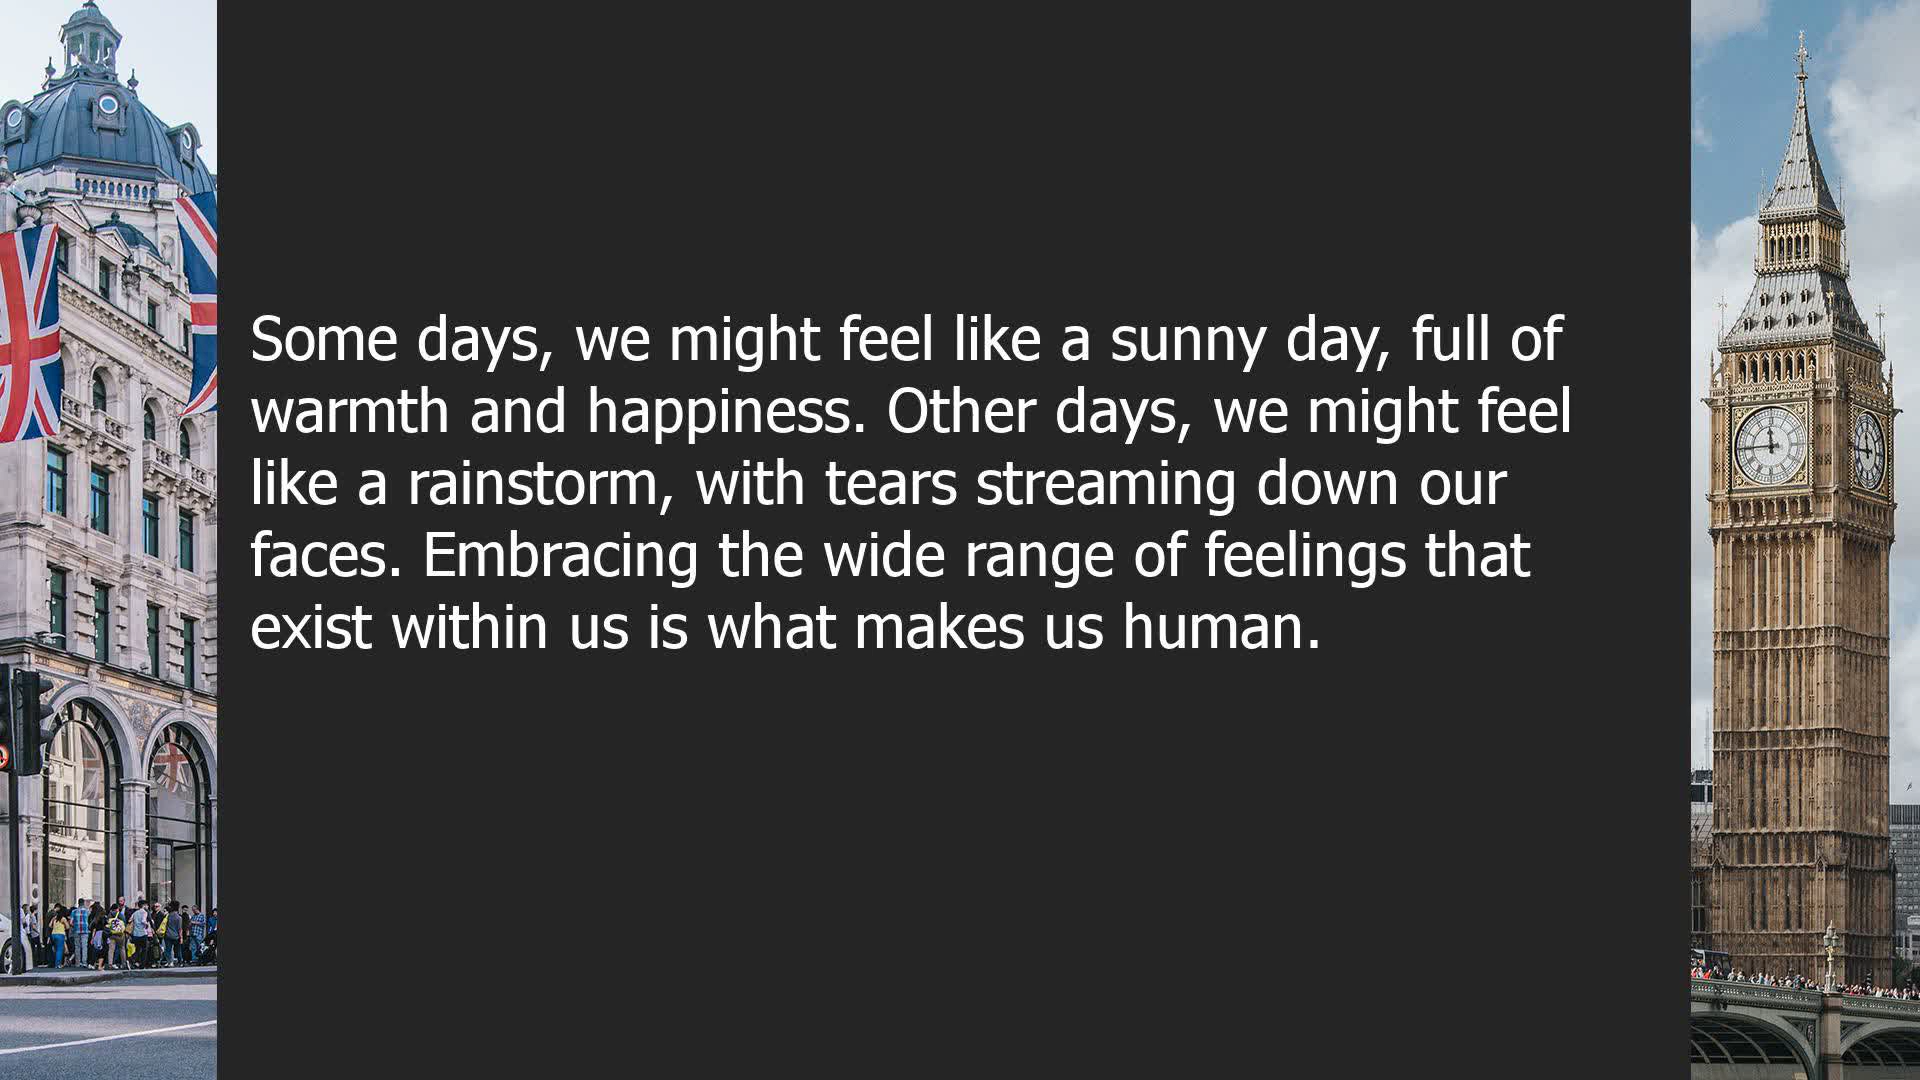 Some days, we might feel like a sunny day, full of
warmth and happiness. Other days, we might feel
like a rainstorm, with tears streaming down our
faces. Embracing the wide range of feelings that
exist within us is what makes us human.